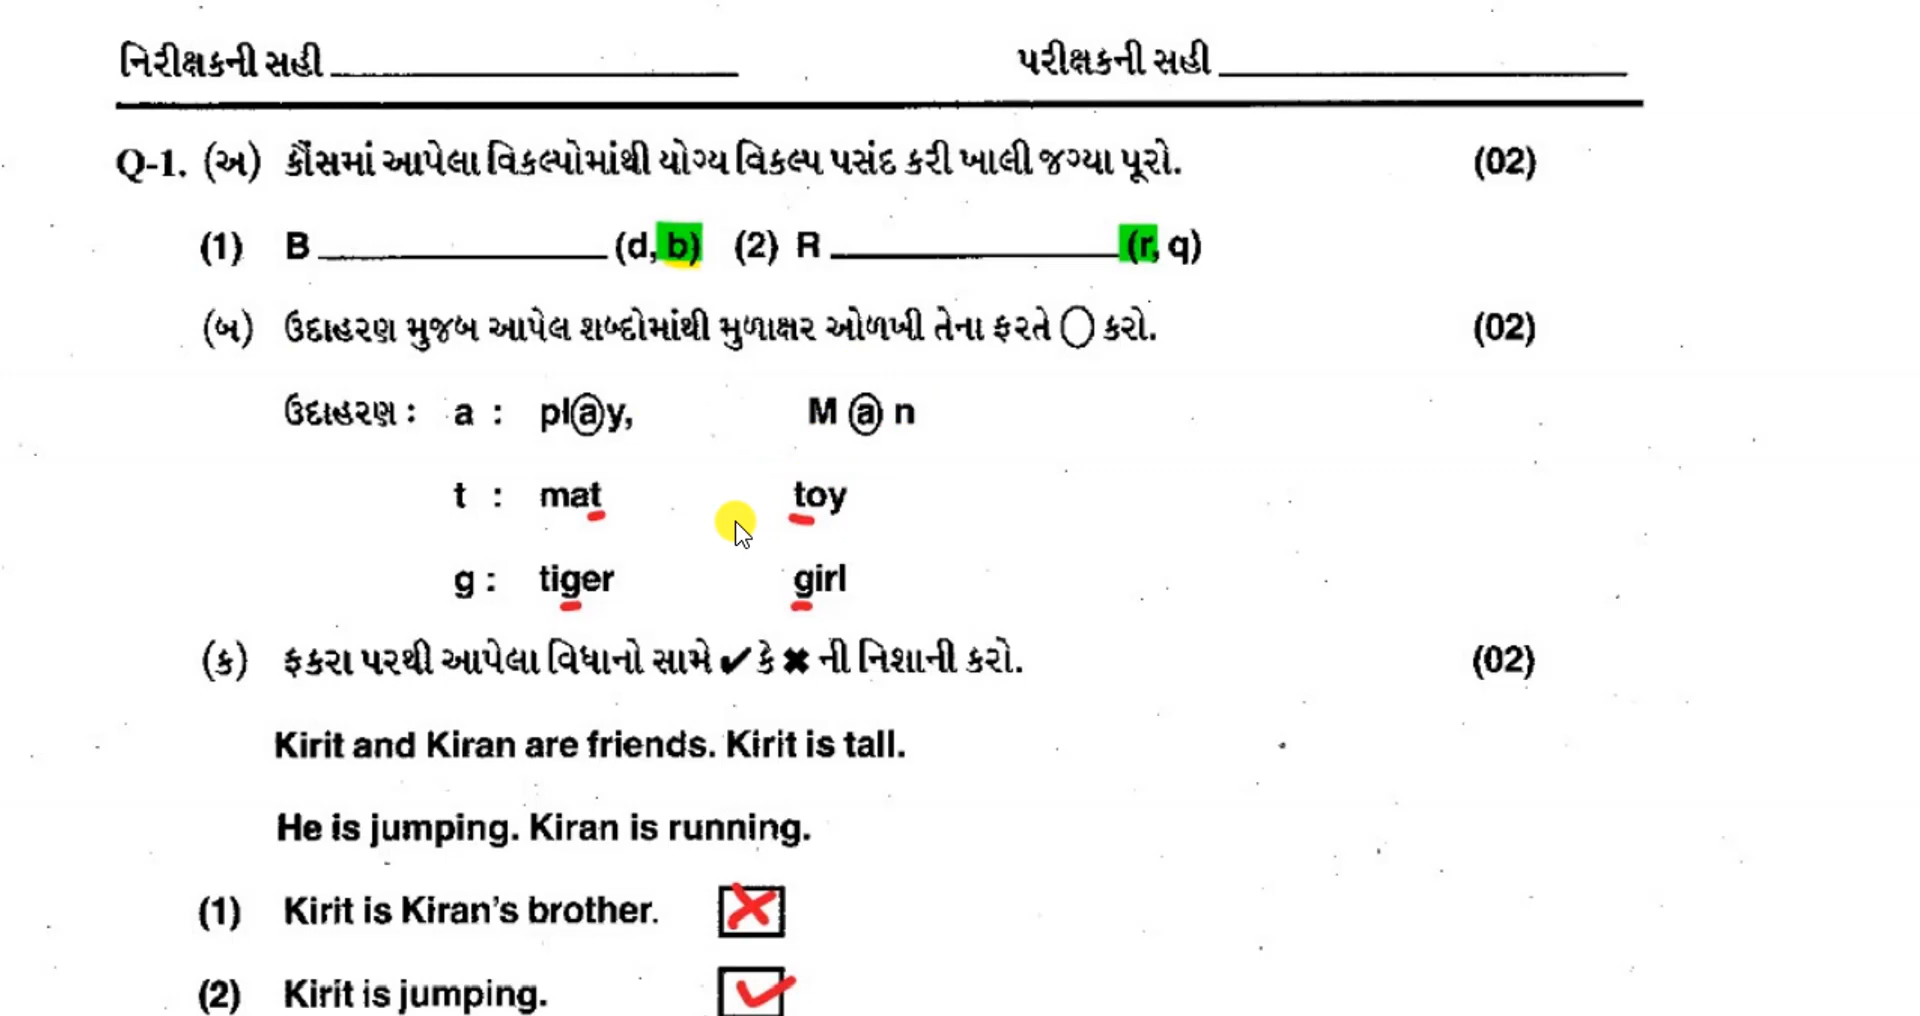 નિરીક્ષકની સહી ____________ પરીક્ષકની સહી ____________
Q-1. (અ) કૌંસમાં આપેલા વિકલ્પોમાંથી યોગ્ય વિકલ્પ પસંદ કરી ખાલી જગ્યા પૂરો. (02)
(1) B ____________ (d, b) (2) R ____________ (r, q)
(બ) ઉદાહરણ મુજબ આપેલ શબ્દોમાંથી મુળાક્ષર ઓળખી તેના ફરતે ◯ કરો. (02)
ઉદાહરણ : a : play, M a n
t : mat toy
g : tiger girl
(ક) ફકરા પરથી આપેલા વિધાનો સામે ✔ કે ✖ ની નિશાની કરો. (02)
Kirit and Kiran are friends. Kirit is tall.
He is jumping. Kiran is running.
(1) Kirit is Kiran's brother. ✗
(2) Kirit is jumping. ✓